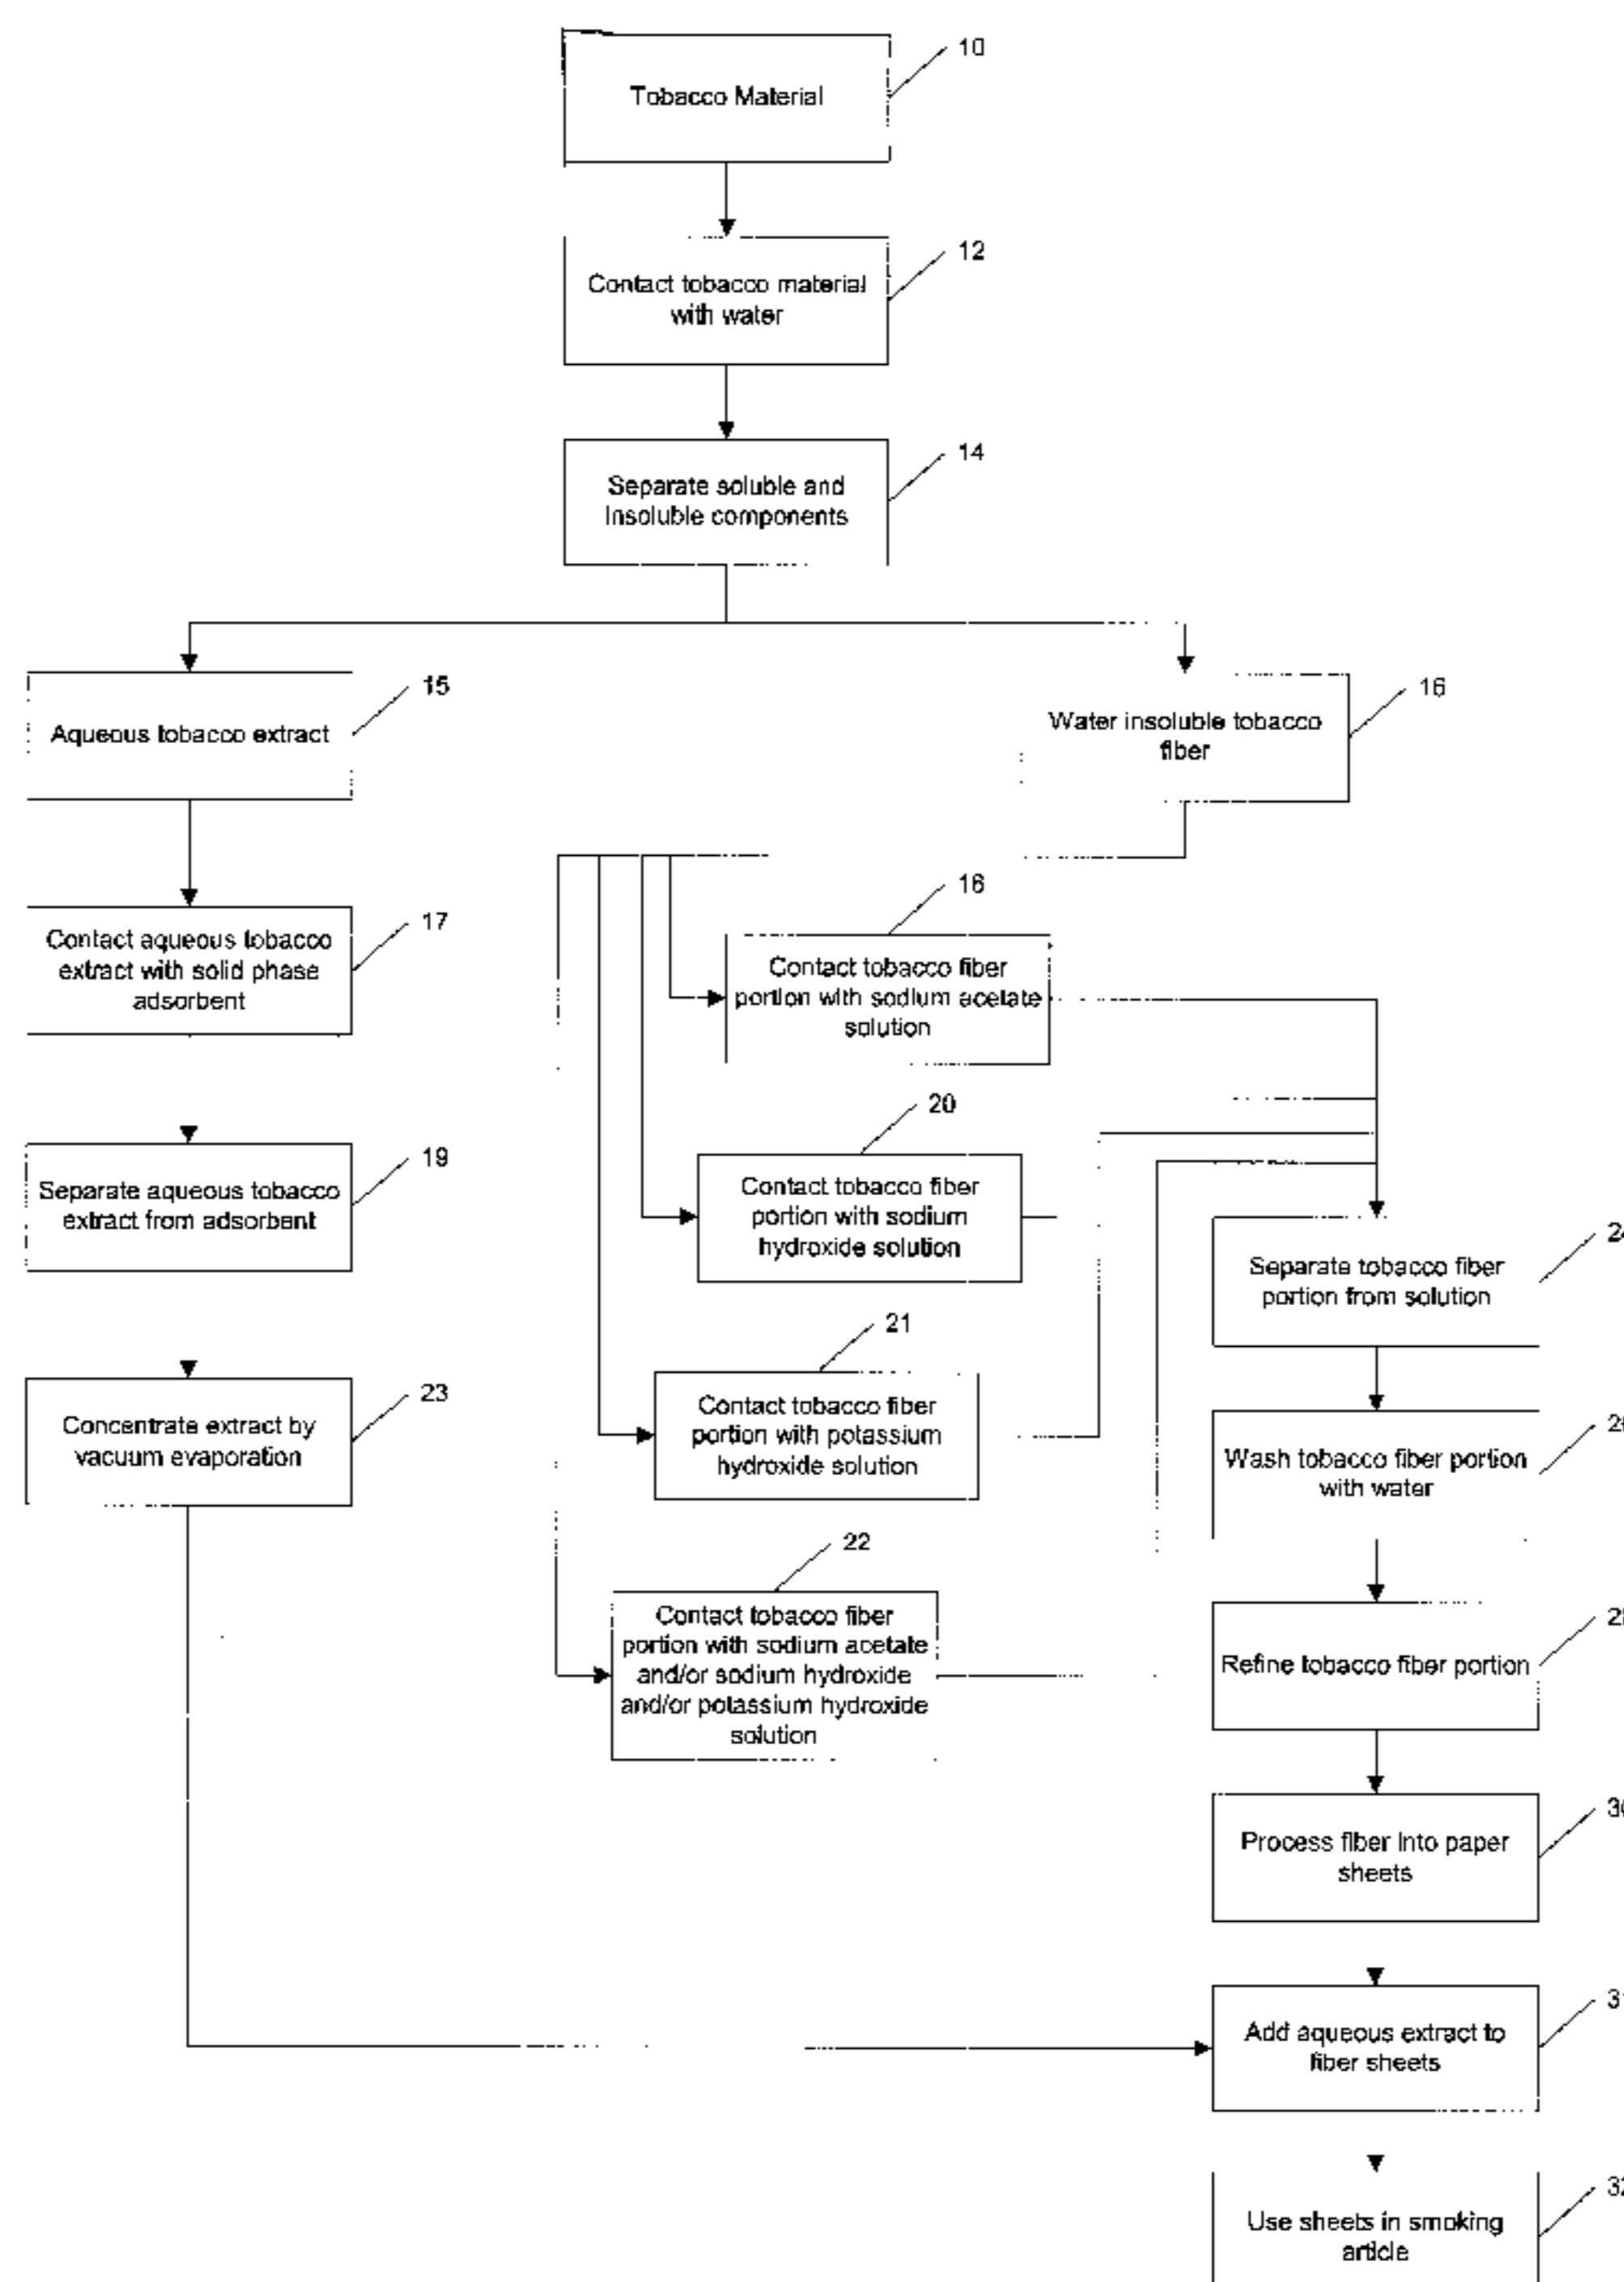 10
Tobacco Material
12
Contact tobacco material
with water
14
Separate soluble and
Insoluble components
15
Aqueous tobacco extract
16
Water insoluble tobacco
fiber
17
Contact aqueous tobacco
extract with solid phase
adsorbent
16
Contact tobacco fiber
portion with sodium acetate
solution
19
Separate aqueous tobacco
extract from adsorbent
20
Contact tobacco fiber
portion with sodium
hydroxide solution
21
Contact tobacco fiber
portion with potassium
hydroxide solution
22
Contact tobacco fiber
portion with sodium acetate
and/or sodium hydroxide
and/or potassium hydroxide
solution
23
Concentrate extract by
vacuum evaporation
24
Separate tobacco fiber
portion from solution
Wash tobacco fiber portion
with water
Refine tobacco fiber portion
Process fiber into paper
sheets
Add aqueous extract to
fiber sheets
Use sheets in smoking
article